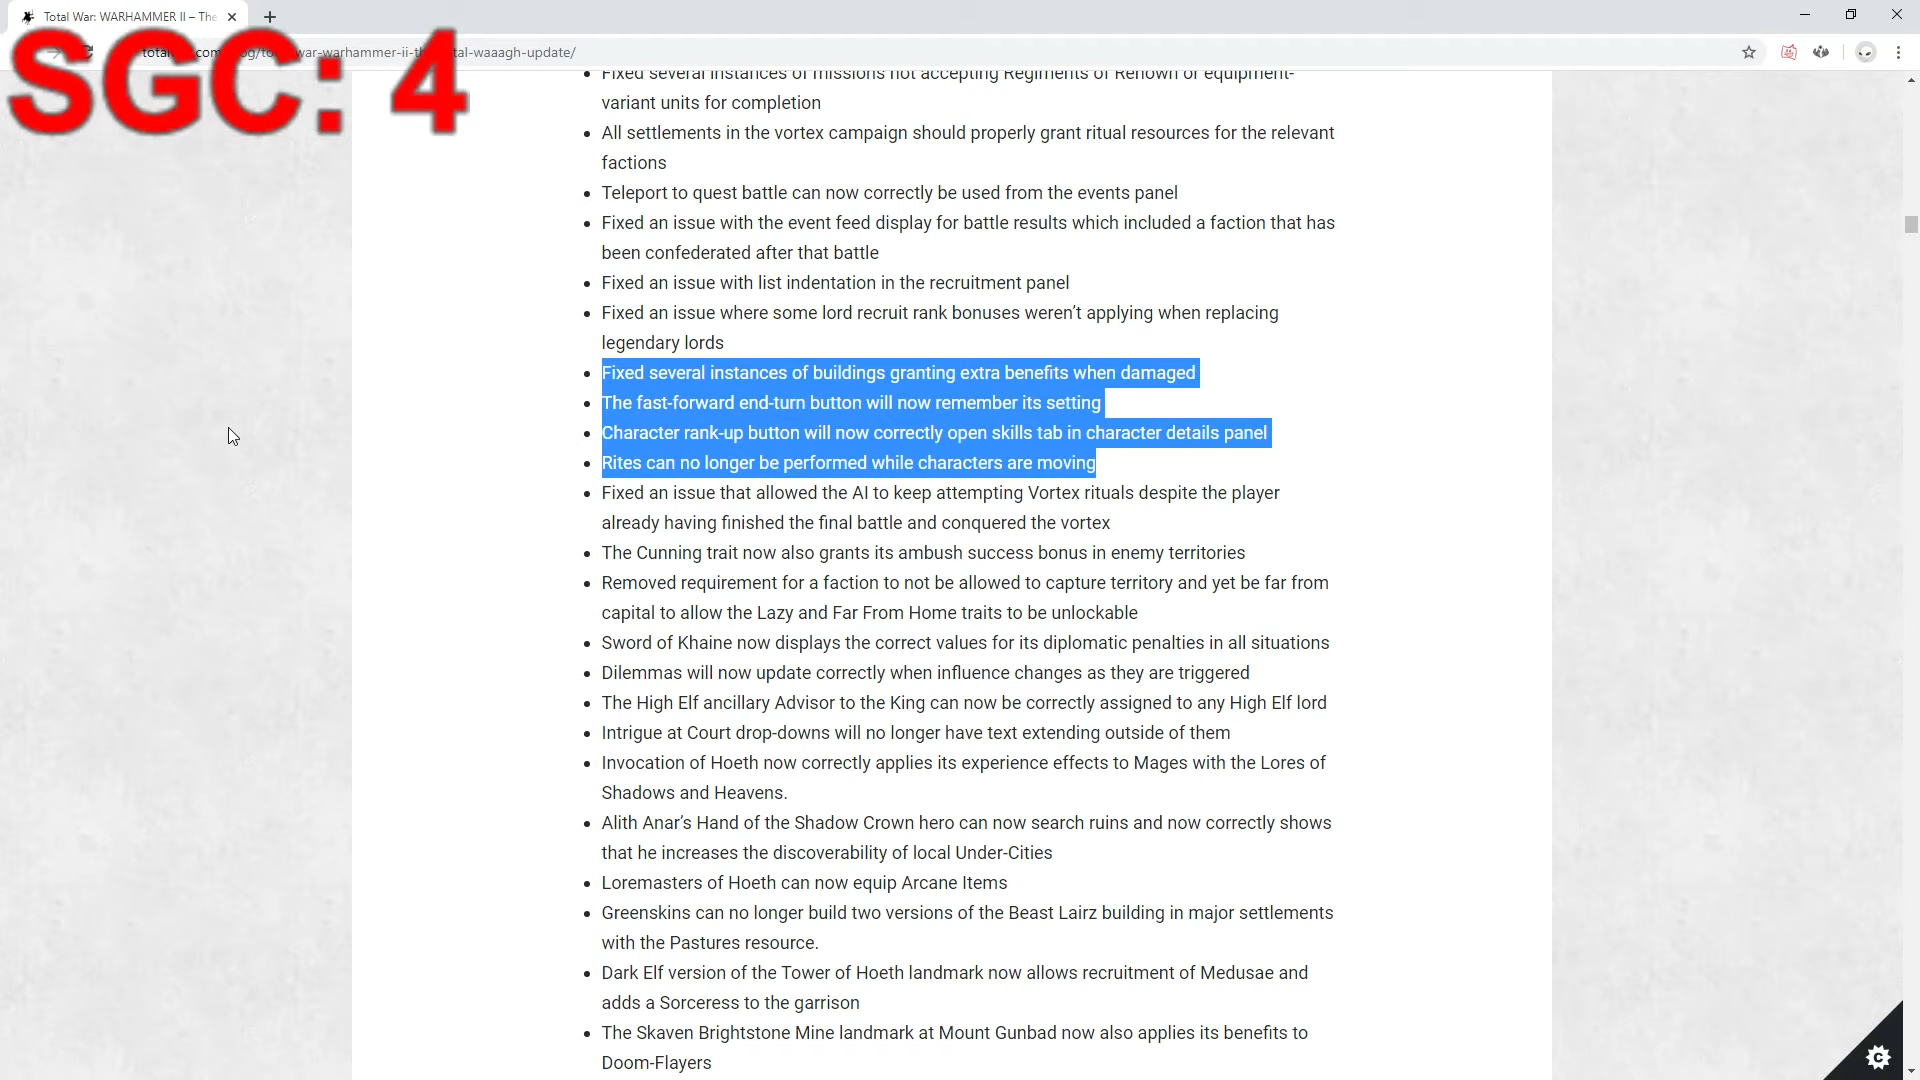 Total War: WARHAMMER II – The
SGC: 4
war-warhammer-ii-th
tal-waaagh-update/
Fixed several instances of missions not accepting Regiments of Renown or equipment-
variant units for completion
All settlements in the vortex campaign should properly grant ritual resources for the relevant
factions
Teleport to quest battle can now correctly be used from the events panel
Fixed an issue with the event feed display for battle results which included a faction that has
been confederated after that battle
Fixed an issue with list indentation in the recruitment panel
Fixed an issue where some lord recruit rank bonuses weren’t applying when replacing
legendary lords
Fixed several instances of buildings granting extra benefits when damaged
The fast-forward end-turn button will now remember its setting
Character rank-up button will now correctly open skills tab in character details panel
Rites can no longer be performed while characters are moving
Fixed an issue that allowed the AI to keep attempting Vortex rituals despite the player
already having finished the final battle and conquered the vortex
The Cunning trait now also grants its ambush success bonus in enemy territories
Removed requirement for a faction to not be allowed to capture territory and yet be far from
capital to allow the Lazy and Far From Home traits to be unlockable
Sword of Khaine now displays the correct values for its diplomatic penalties in all situations
Dilemmas will now update correctly when influence changes as they are triggered
The High Elf ancillary Advisor to the King can now be correctly assigned to any High Elf lord
Intrigue at Court drop-downs will no longer have text extending outside of them
Invocation of Hoeth now correctly applies its experience effects to Mages with the Lores of
Shadows and Heavens.
Alith Anar’s Hand of the Shadow Crown hero can now search ruins and now correctly shows
that he increases the discoverability of local Under-Cities
Loremasters of Hoeth can now equip Arcane Items
Greenskins can no longer build two versions of the Beast Lairz building in major settlements
with the Pastures resource.
Dark Elf version of the Tower of Hoeth landmark now allows recruitment of Medusae and
adds a Sorceress to the garrison
The Skaven Brightstone Mine landmark at Mount Gunbad now also applies its benefits to
Doom-Flayers